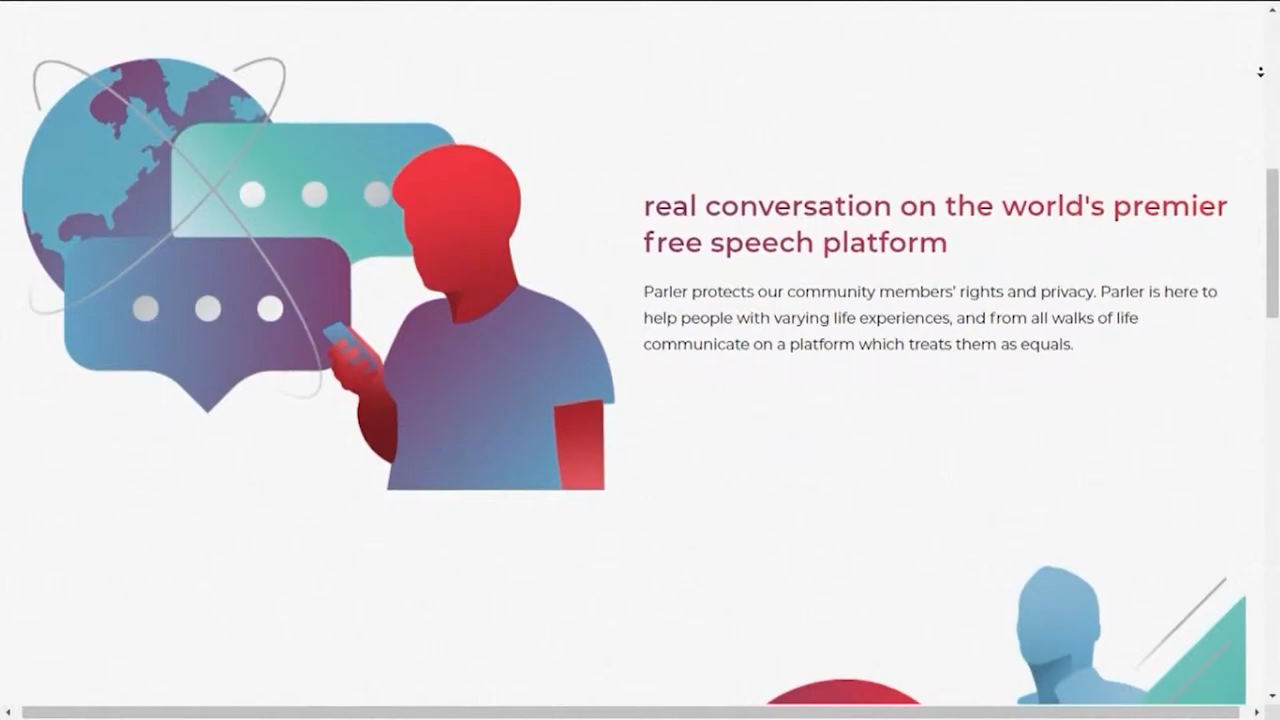 real conversation on the world's premier
free speech platform
Parler protects our community members' rights and privacy. Parler is here to
help people with varying life experiences, and from all walks of life
communicate on a platform which treats them as equals.